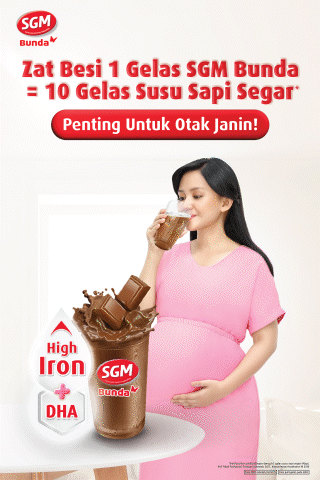 SGM
Bunda
Zat Besi 1 Gelas SGM Bunda
= 10 Gelas Susu Sapi Segar*
Penting Untuk Otak Janin!
High
Iron
+
DHA
SGM
Bunda